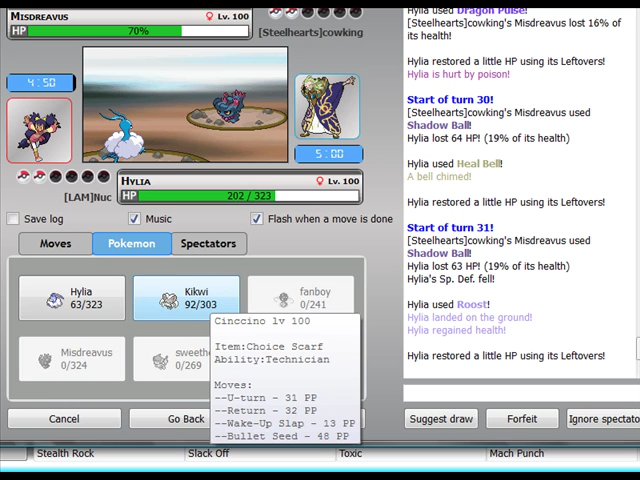 Misdreavus
Lv. 100
HP
70%
[Steelhearts]cowking
4:50
5:00
Hylia
Lv. 100
HP
202 / 323
[LAM]Nuc
Save log
Music
Flash when a move is done
Moves
Pokemon
Spectators
Hylia
63/323
Kikwi
92/303
fanboy
0/241
Misdreavus
0/324
0/269
Cinccino lv 100
Item:Choice Scarf
Ability:Technician
Moves:
--U-turn - 31 PP
--Return - 32 PP
--Wake-Up Slap - 13 PP
--Bullet Seed - 48 PP
Cancel
Go Back
Hylia used Dragon Pulse!
[Steelhearts]cowking's Misdreavus lost 16% of
its health!
Hylia restored a little HP using its Leftovers!
Hylia is hurt by poison!
Start of turn 30!
[Steelhearts]cowking's Misdreavus used
Shadow Ball!
Hylia lost 64 HP! (19% of its health)
Hylia used Heal Bell!
A bell chimed!
Hylia restored a little HP using its Leftovers!
Start of turn 31!
[Steelhearts]cowking's Misdreavus used
Shadow Ball!
Hylia lost 63 HP! (19% of its health)
Hylia's Sp. Def. fell!
Hylia used Roost!
Hylia landed on the ground!
Hylia regained health!
Hylia restored a little HP using its Leftovers!
Suggest draw
Forfeit
Ignore spectato
Stealth Rock
Slack Off
Toxic
Mach Punch